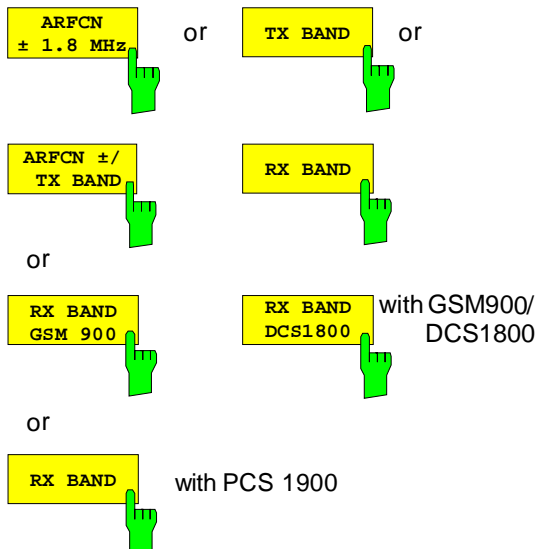 ARFCN
± 1.8 MHz
or
TX BAND
or
ARFCN ±/
TX BAND
RX BAND
or
RX BAND
GSM 900
RX BAND
DCS1800
with GSM900/
DCS1800
or
RX BAND
with PCS 1900